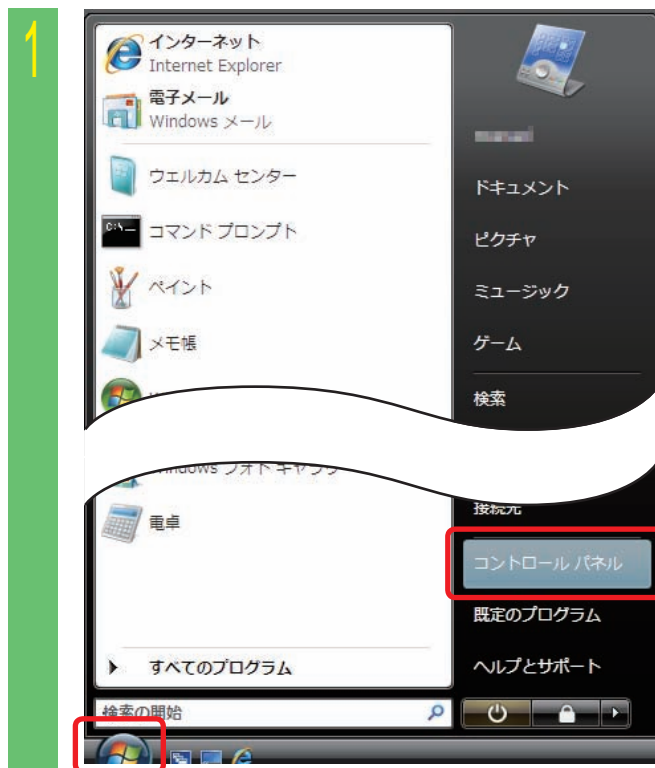 1
インターネット
Internet Explorer
電子メール
Windows メール
ウェルカム センター
コマンド プロンプト
C:\_
ペイント
メモ帳
電卓
すべてのプログラム
検索の開始
ドキュメント
ピクチャ
ミュージック
ゲーム
検索
接続先
コントロール パネル
既定のプログラム
ヘルプとサポート